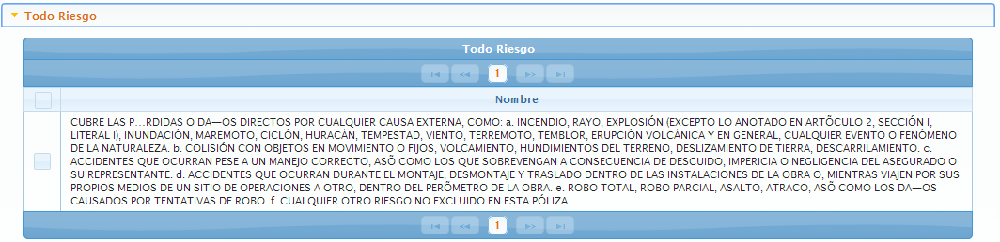 Todo Riesgo
Todo Riesgo
1
Nombre
CUBRE LAS P…RDIDAS O DA—OS DIRECTOS POR CUALQUIER CAUSA EXTERNA, COMO: a. INCENDIO, RAYO, EXPLOSIÓN (EXCEPTO LO ANOTADO EN ARTÕCULO 2, SECCIÓN I,
LITERAL I), INUNDACIÓN, MAREMOTO, CICLÓN, HURACÁN, TEMPESTAD, VIENTO, TERREMOTO, TEMBLOR, ERUPCIÓN VOLCÁNICA Y EN GENERAL, CUALQUIER EVENTO O FENÓMENO
DE LA NATURALEZA. b. COLISIÓN CON OBJETOS EN MOVIMIENTO O FIJOS, VOLCAMIENTO, HUNDIMIENTOS DEL TERRENO, DESLIZAMIENTO DE TIERRA, DESCARRILAMIENTO. c.
ACCIDENTES QUE OCURRAN PESE A UN MANEJO CORRECTO, ASÕ COMO LOS QUE SOBREVENGAN A CONSECUENCIA DE DESCUIDO, IMPERICIA O NEGLIGENCIA DEL ASEGURADO O
SU REPRESENTANTE. d. ACCIDENTES QUE OCURRAN DURANTE EL MONTAJE, DESMONTAJE Y TRASLADO DENTRO DE LAS INSTALACIONES DE LA OBRA O, MIENTRAS VIAJEN POR SUS
PROPIOS MEDIOS DE UN SITIO DE OPERACIONES A OTRO, DENTRO DEL PERÕMETRO DE LA OBRA. e. ROBO TOTAL, ROBO PARCIAL, ASALTO, ATRACO, ASÕ COMO LOS DA—OS
CAUSADOS POR TENTATIVAS DE ROBO. f. CUALQUIER OTRO RIESGO NO EXCLUIDO EN ESTA PÓLIZA.
1